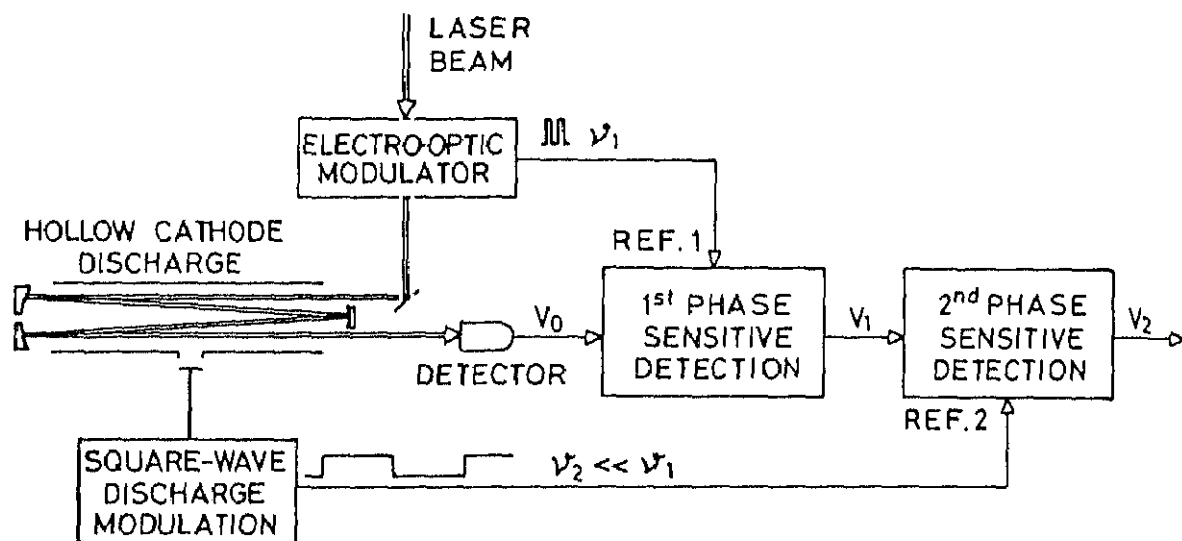 LASER
BEAM
ELECTRO-OPTIC
MODULATOR
ν₁
HOLLOW CATHODE
DISCHARGE
REF. 1
1st PHASE
SENSITIVE
DETECTION
2nd PHASE
SENSITIVE
DETECTION
V₀
V₁
V₂
DETECTOR
REF. 2
SQUARE-WAVE
DISCHARGE
MODULATION
ν₂ << ν₁